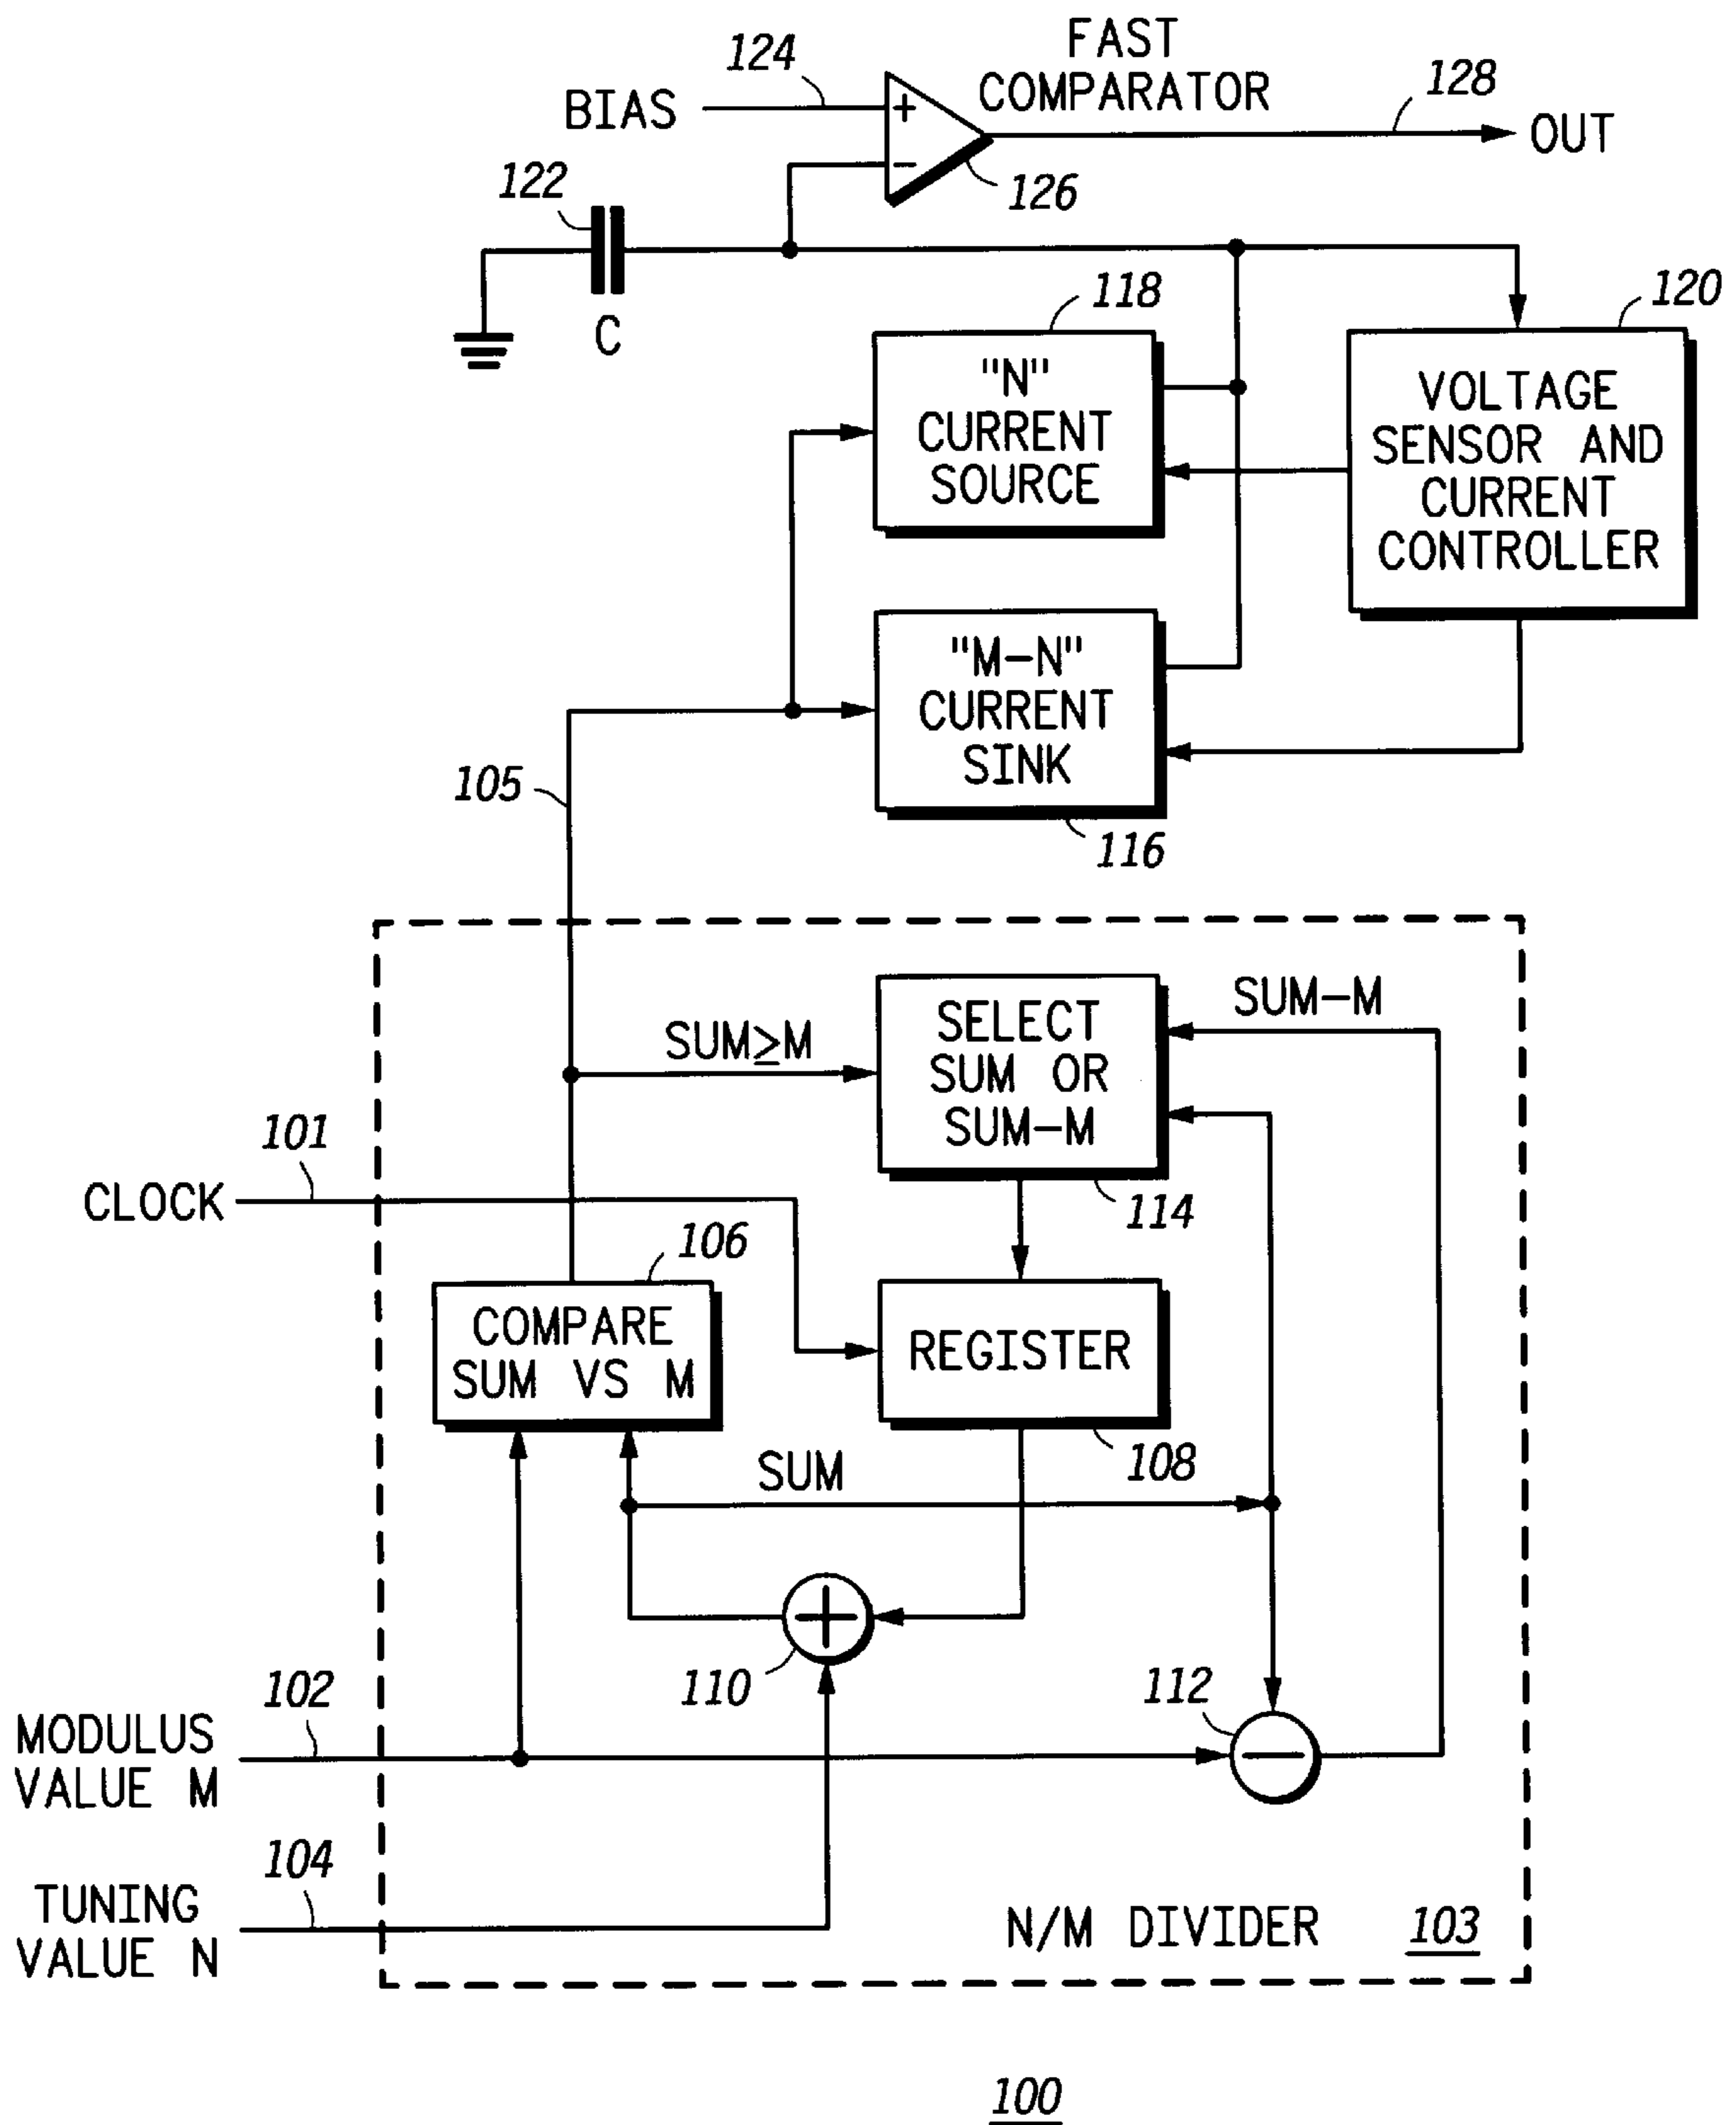 FAST
COMPARATOR
124
BIAS
+
−
128
OUT
126
122
C
118
"N"
CURRENT
SOURCE
120
VOLTAGE
SENSOR AND
CURRENT
CONTROLLER
"M−N"
CURRENT
SINK
116
105
SUM≥M
SELECT
SUM OR
SUM−M
SUM−M
114
101
CLOCK
106
COMPARE
SUM VS M
REGISTER
108
SUM
110
112
102
MODULUS
VALUE M
104
TUNING
VALUE N
N/M DIVIDER 103
100